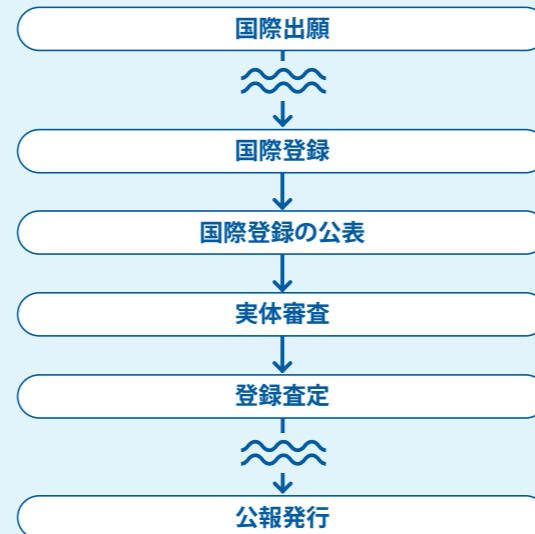 国際出願
国際登録
国際登録の公表
実体審査
登録査定
公報発行